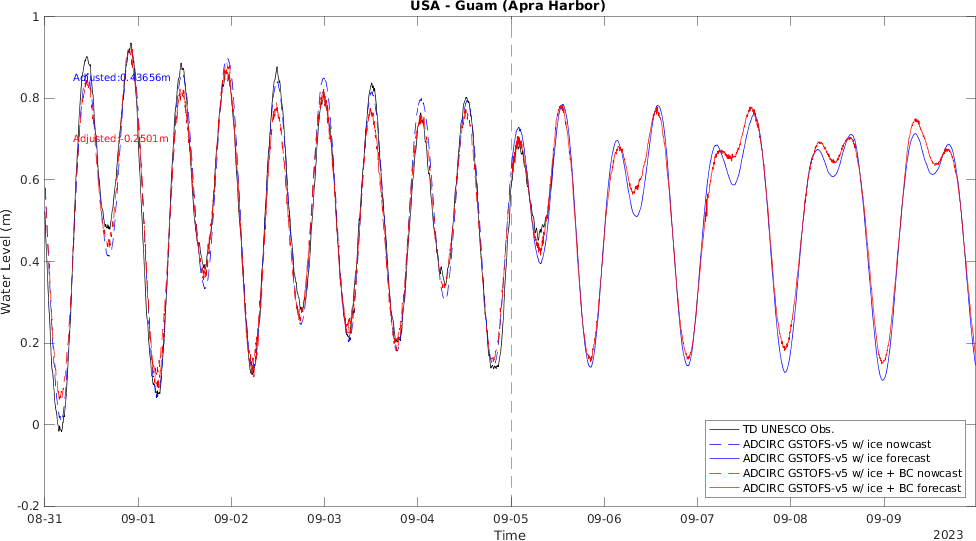 USA - Guam (Apra Harbor)
1
0.8
0.6
0.4
0.2
0
-0.2
Water Level (m)
Adjusted:0.43656m
Adjusted:-0.2501m
TD UNESCO Obs.
ADCIRC GSTOFS-v5 w/ ice nowcast
ADCIRC GSTOFS-v5 w/ ice forecast
ADCIRC GSTOFS-v5 w/ ice + BC nowcast
ADCIRC GSTOFS-v5 w/ ice + BC forecast
08-31 09-01 09-02 09-03 09-04 09-05 09-06 09-07 09-08 09-09
Time
2023